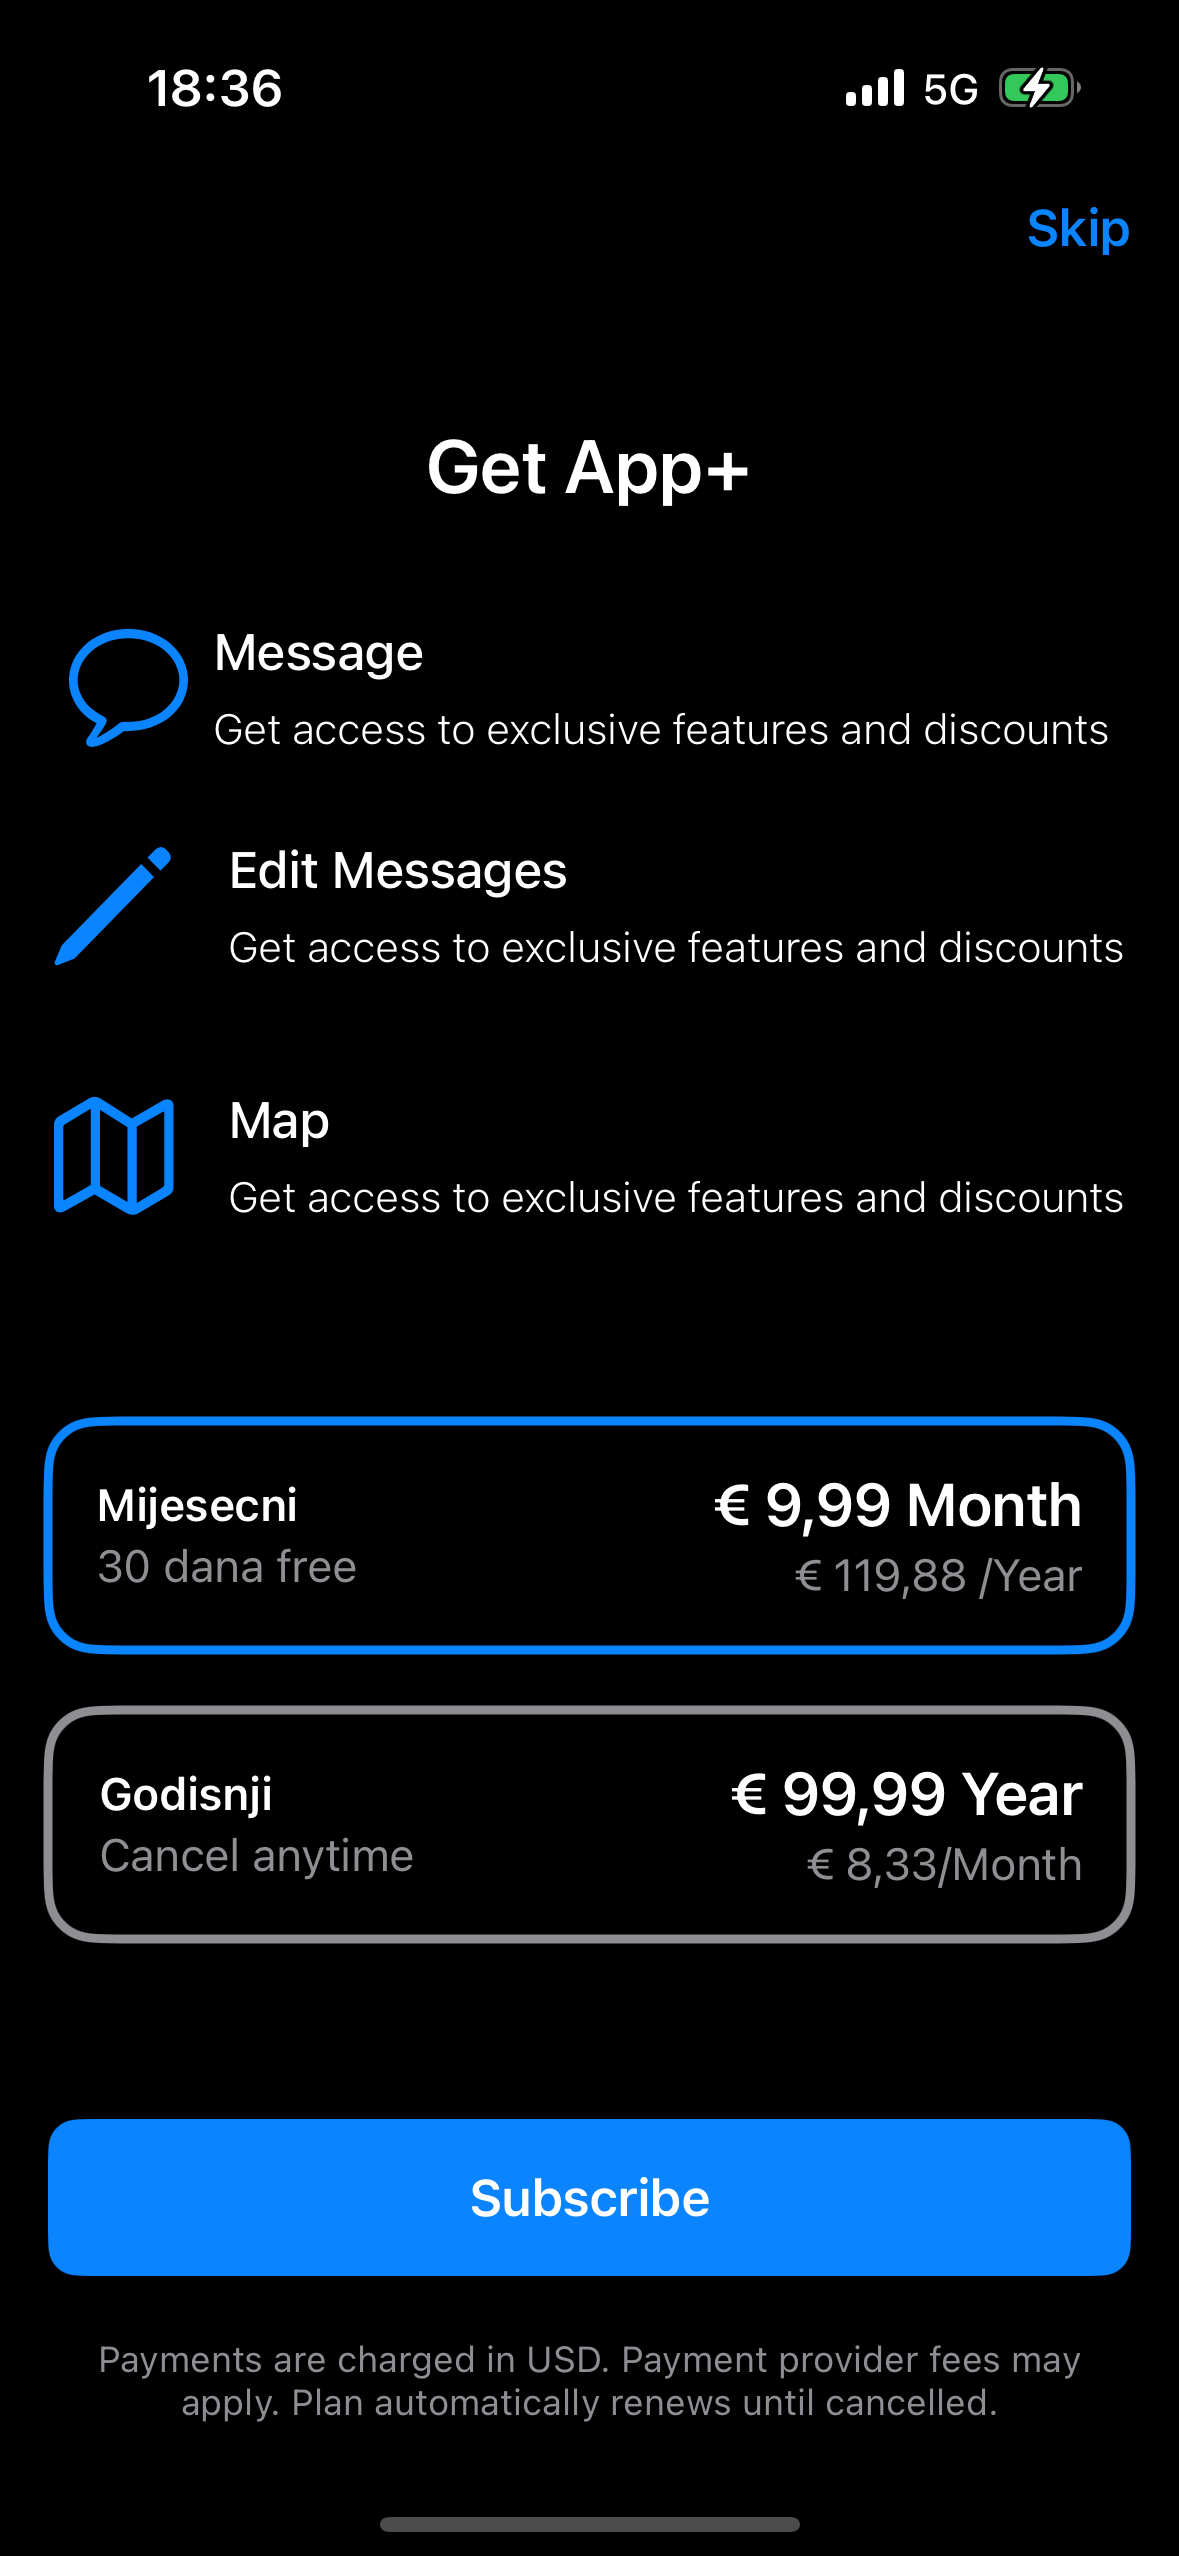 18:36
5G
Skip
Get App+
Message
Get access to exclusive features and discounts
Edit Messages
Get access to exclusive features and discounts
Map
Get access to exclusive features and discounts
Mijesecni
€ 9,99 Month
30 dana free
€ 119,88 /Year
Godisnji
€ 99,99 Year
Cancel anytime
€ 8,33/Month
Subscribe
Payments are charged in USD. Payment provider fees may
apply. Plan automatically renews until cancelled.